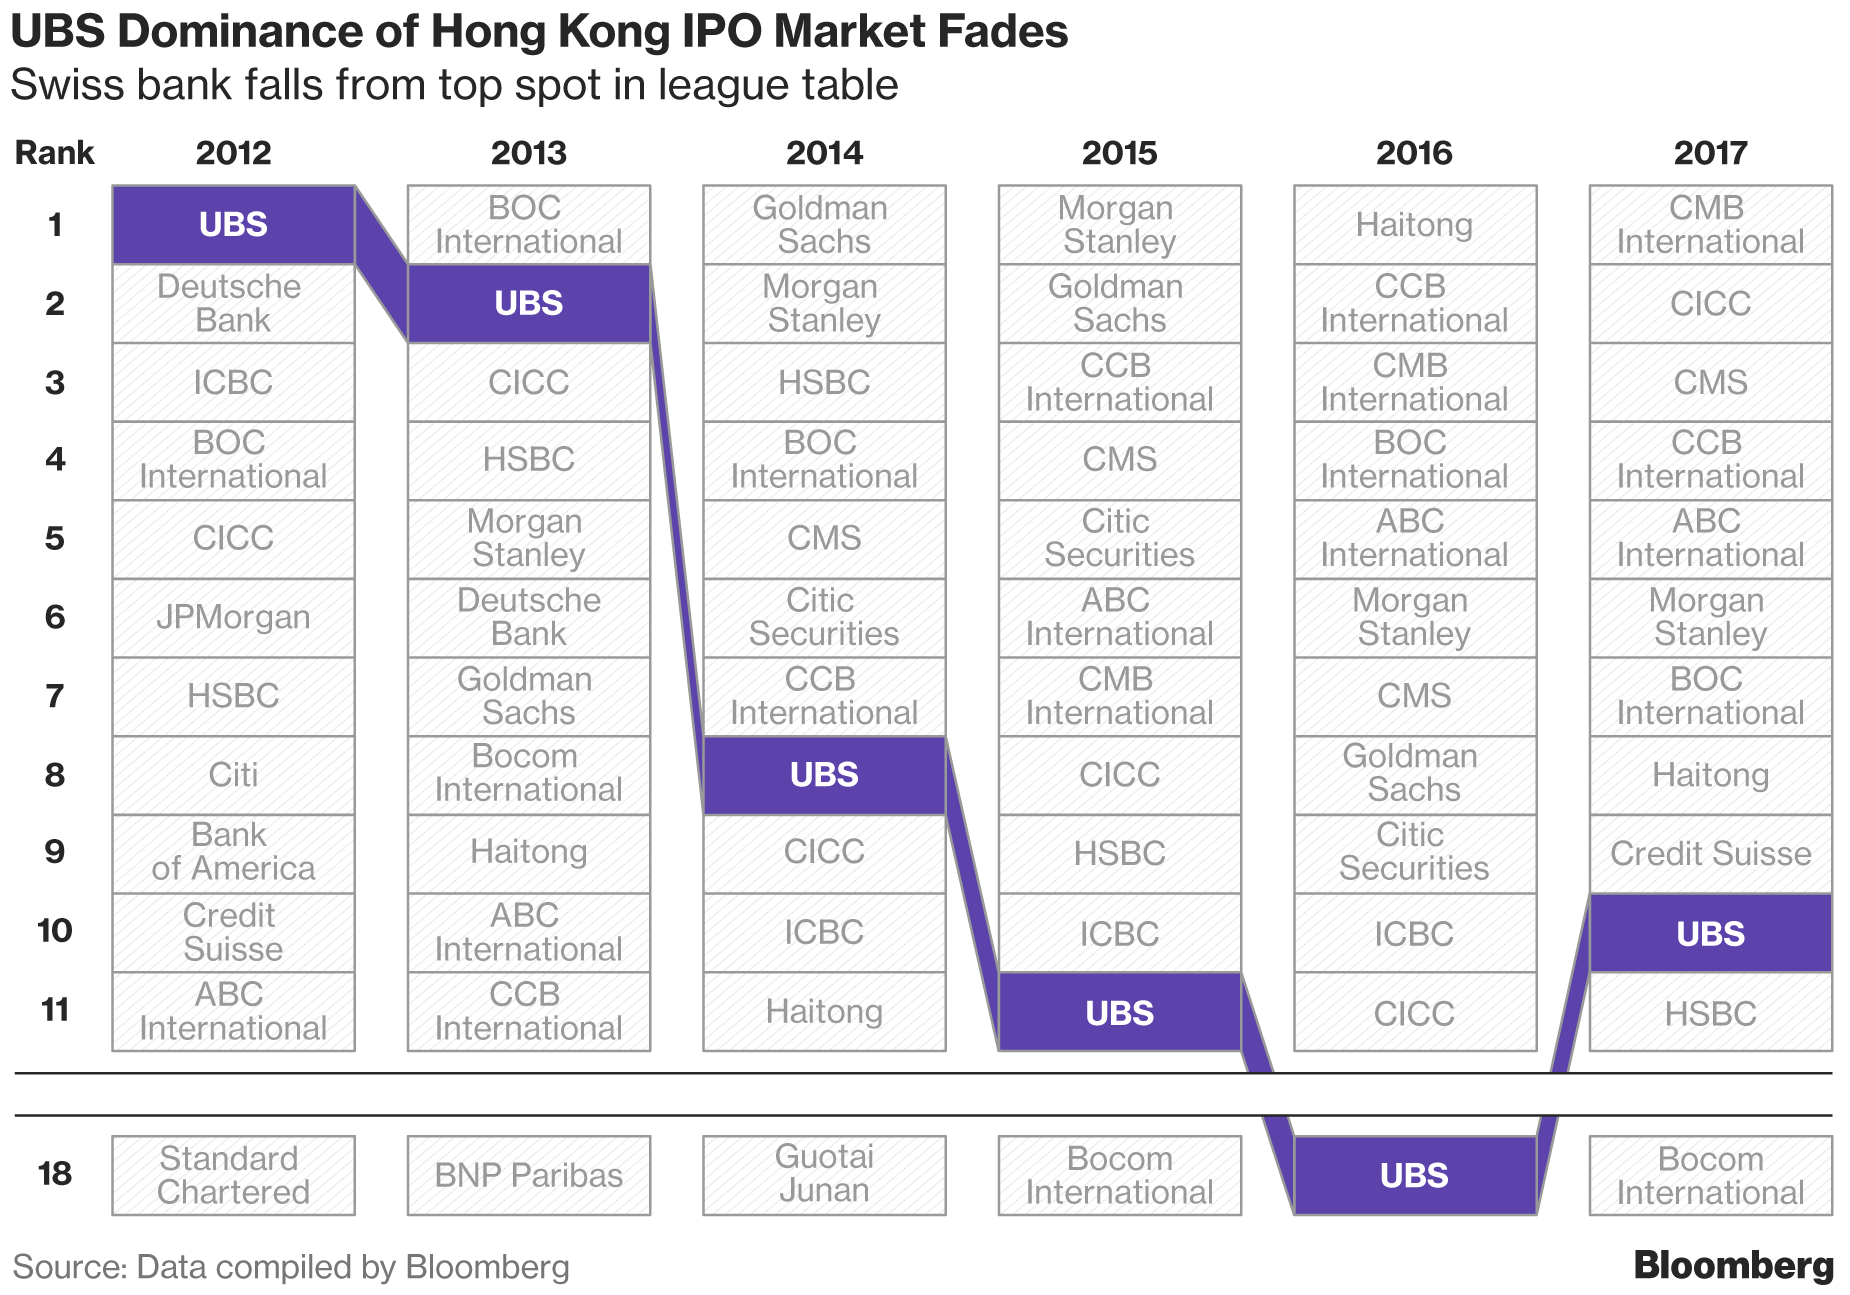 UBS Dominance of Hong Kong IPO Market Fades
Swiss bank falls from top spot in league table
Rank 2012 2013 2014 2015 2016 2017
1 UBS BOC International Goldman Sachs Morgan Stanley Haitong CMB International
2 Deutsche Bank UBS Morgan Stanley Goldman Sachs CCB International CICC
3 ICBC CICC HSBC CCB International CMB International CMS
4 BOC International HSBC BOC International CMS BOC International CCB International
5 CICC Morgan Stanley CMS Citic Securities ABC International ABC International
6 JPMorgan Deutsche Bank Citic Securities ABC International Morgan Stanley Morgan Stanley
7 HSBC Goldman Sachs CCB International CMB International CMS BOC International
8 Citi Bocom International UBS CICC Goldman Sachs Haitong
9 Bank of America Haitong CICC HSBC Citic Securities Credit Suisse
10 Credit Suisse ABC International ICBC ICBC ICBC UBS
11 ABC International CCB International Haitong UBS CICC HSBC
18 Standard Chartered BNP Paribas Guotai Junan Bocom International UBS Bocom International
Source: Data compiled by Bloomberg
Bloomberg